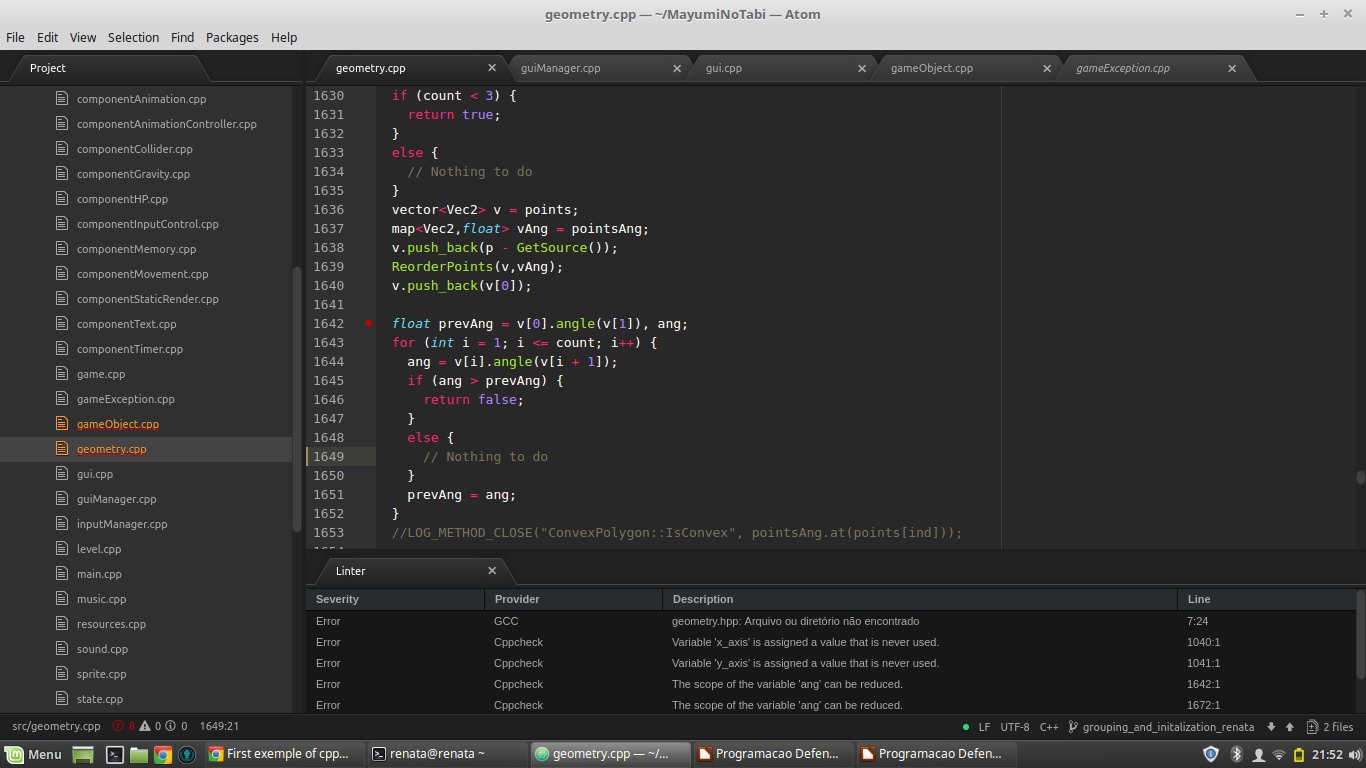 geometry.cpp — ~/MayumiNoTabi — Atom
File Edit View Selection Find Packages Help
Project
geometry.cpp
guiManager.cpp
gui.cpp
gameObject.cpp
gameException.cpp
componentAnimation.cpp
componentAnimationController.cpp
componentCollider.cpp
componentGravity.cpp
componentHP.cpp
componentInputControl.cpp
componentMemory.cpp
componentMovement.cpp
componentStaticRender.cpp
componentText.cpp
componentTimer.cpp
game.cpp
gameException.cpp
gameObject.cpp
geometry.cpp
gui.cpp
guiManager.cpp
inputManager.cpp
level.cpp
main.cpp
music.cpp
resources.cpp
sound.cpp
sprite.cpp
state.cpp
1630 if (count < 3) {
1631 return true;
1632 }
1633 else {
1634 // Nothing to do
1635 }
1636 vector<Vec2> v = points;
1637 map<Vec2,float> vAng = pointsAng;
1638 v.push_back(p - GetSource());
1639 ReorderPoints(v,vAng);
1640 v.push_back(v[0]);
1641
1642 float prevAng = v[0].angle(v[1]), ang;
1643 for (int i = 1; i <= count; i++) {
1644 ang = v[i].angle(v[i + 1]);
1645 if (ang > prevAng) {
1646 return false;
1647 }
1648 else {
1649 // Nothing to do
1650 }
1651 prevAng = ang;
1652 }
1653 //LOG_METHOD_CLOSE("ConvexPolygon::IsConvex", pointsAng.at(points[ind]));
Linter
Severity Provider Description Line
Error GCC geometry.hpp: Arquivo ou diretório não encontrado 7:24
Error Cppcheck Variable 'x_axis' is assigned a value that is never used. 1040:1
Error Cppcheck Variable 'y_axis' is assigned a value that is never used. 1041:1
Error Cppcheck The scope of the variable 'ang' can be reduced. 1642:1
Error Cppcheck The scope of the variable 'ang' can be reduced. 1672:1
src/geometry.cpp 8 0 0 1649:21 LF UTF-8 C++ grouping_and_initalization_renata 2 files
Menu First exemple of cpp... renata@renata ~ geometry.cpp — ~/... Programacao Defen... Programacao Defen... 21:52